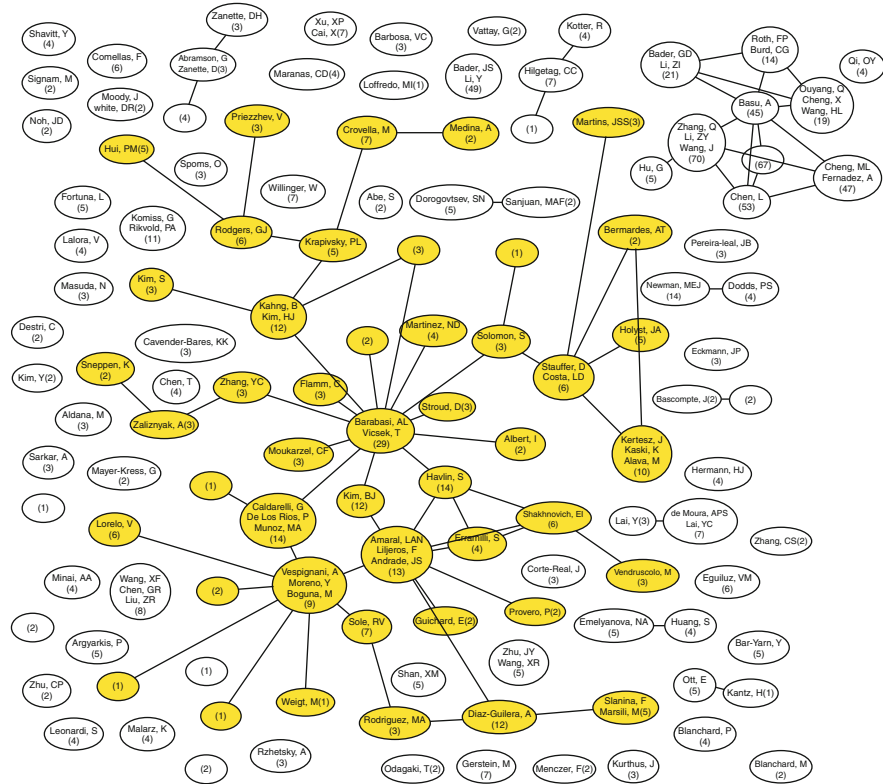 Shavitt, Y
(4)
Signam, M
(2)
Noh, JD
(2)
Comellas, F
(6)
Moody, J
white, DR(2)
Zanette, DH
(3)
Abramson, G
Zanette, D(3)
(4)
Xu, XP
Cai, X(7)
Maranas, CD(4)
Barbosa, VC
(3)
Loffredo, MI(1)
Vattay, G(2)
Bader, JS
Li, Y
(49)
Kotter, R
(4)
Hilgetag, CC
(7)
(1)
Bader, GD
Li, ZI
(21)
Roth, FP
Burd, CG
(14)
Qi, OY
(4)
Ouyang, Q
Cheng, X
Wang, HL
(19)
Basu, A
(45)
Zhang, Q
Li, ZY
Wang, J
(70)
(67)
Hu, G
(5)
Cheng, ML
Fernadez, A
(47)
Chen, L
(53)
Priezzhev, V
(3)
Crovella, M
(7)
Medina, A
(2)
Martins, JSS(3)
Hui, PM(5)
Spoms, O
(3)
Willinger, W
(7)
Abe, S
(2)
Dorogovtsev, SN
(5)
Sanjuan, MAF(2)
Fortuna, L
(5)
Komiss, G
Rikvold, PA
(11)
Lalora, V
(4)
Rodgers, GJ
(6)
Krapivsky, PL
(5)
(3)
(1)
Bermardes, AT
(2)
Pereira-leal, JB
(3)
Masuda, N
(3)
Kim, S
(3)
Kahng, B
Kim, HJ
(12)
Newman, MEJ
(14)
Dodds, PS
(4)
Destri, C
(2)
Cavender-Bares, KK
(3)
(2)
Martinez, ND
(4)
Solomon, S
(3)
Holyst, JA
(5)
Eckmann, JP
(3)
Kim, Y(2)
Sneppen, K
(2)
Chen, T
(4)
Zhang, YC
(3)
Flamm, C
(3)
Stauffer, D
Costa, LD
(6)
Bascompte, J(2)
(2)
Aldana, M
(3)
Zaliznyak, A(3)
Stroud, D(3)
Barabasi, AL
Vicsek, T
(29)
Albert, I
(2)
Kertesz, J
Kaski, K
Alava, M
(10)
Sarkar, A
(3)
Mayer-Kress, G
(2)
Moukarzel, CF
(3)
Hermann, HJ
(4)
(1)
(1)
Kim, BJ
(12)
Havlin, S
(14)
Caldarelli, G
De Los Rios, P
Munoz, MA
(14)
Lorelo, V
(6)
Shakhnovich, EI
(6)
Lai, Y(3)
de Moura, APS
Lai, YC
(7)
Zhang, CS(2)
Amaral, LAN
Liljeros, F
Andrade, JS
(13)
Erramilli, S
(4)
Minai, AA
(4)
Wang, XF
Chen, GR
Liu, ZR
(8)
(2)
Vespignani, A
Moreno, Y
Boguna, M
(9)
Corte-Real, J
(3)
Vendruscolo, M
(3)
Eguiluz, VM
(6)
(2)
Argyarkis, P
(5)
Sole, RV
(7)
Guichard, E(2)
Provero, P(2)
Emelyanova, NA
(5)
Huang, S
(4)
Bar-Yarn, Y
(5)
Zhu, CP
(2)
(1)
(1)
Shan, XM
(5)
Zhu, JY
Wang, XR
(5)
Ott, E
(5)
Kantz, H(1)
Leonardi, S
(4)
Malarz, K
(4)
(1)
Weigt, M(1)
Rodriguez, MA
(3)
Diaz-Guilera, A
(12)
Slanina, F
Marsili, M(5)
Blanchard, P
(4)
(2)
Rzhetsky, A
(3)
Odagaki, T(2)
Gerstein, M
(7)
Menczer, F(2)
Kurthus, J
(3)
Blanchard, M
(2)